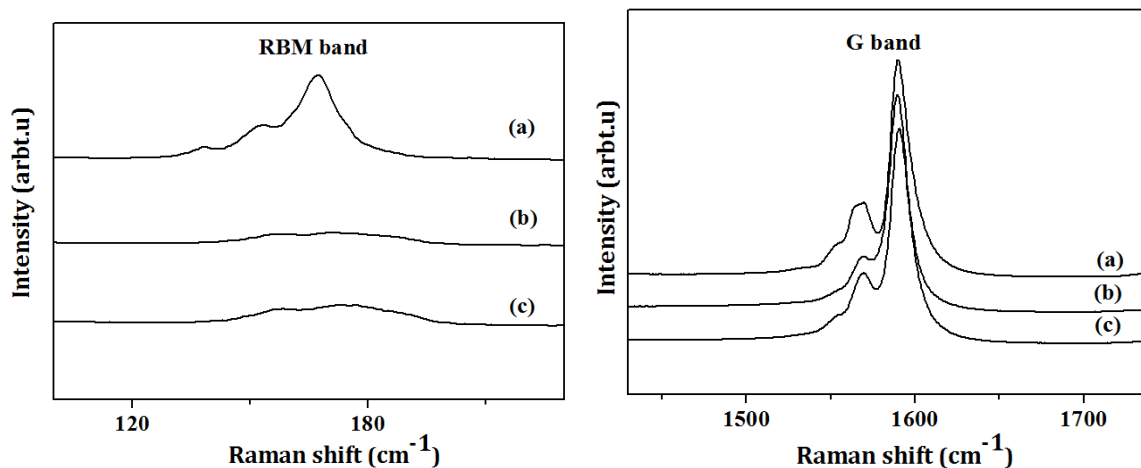 RBM band
(a)
(b)
(c)
Intensity (arbt.u)
120
180
Raman shift (cm-1)
G band
(a)
(b)
(c)
Intensity (arbt.u)
1500
1600
1700
Raman shift (cm-1)